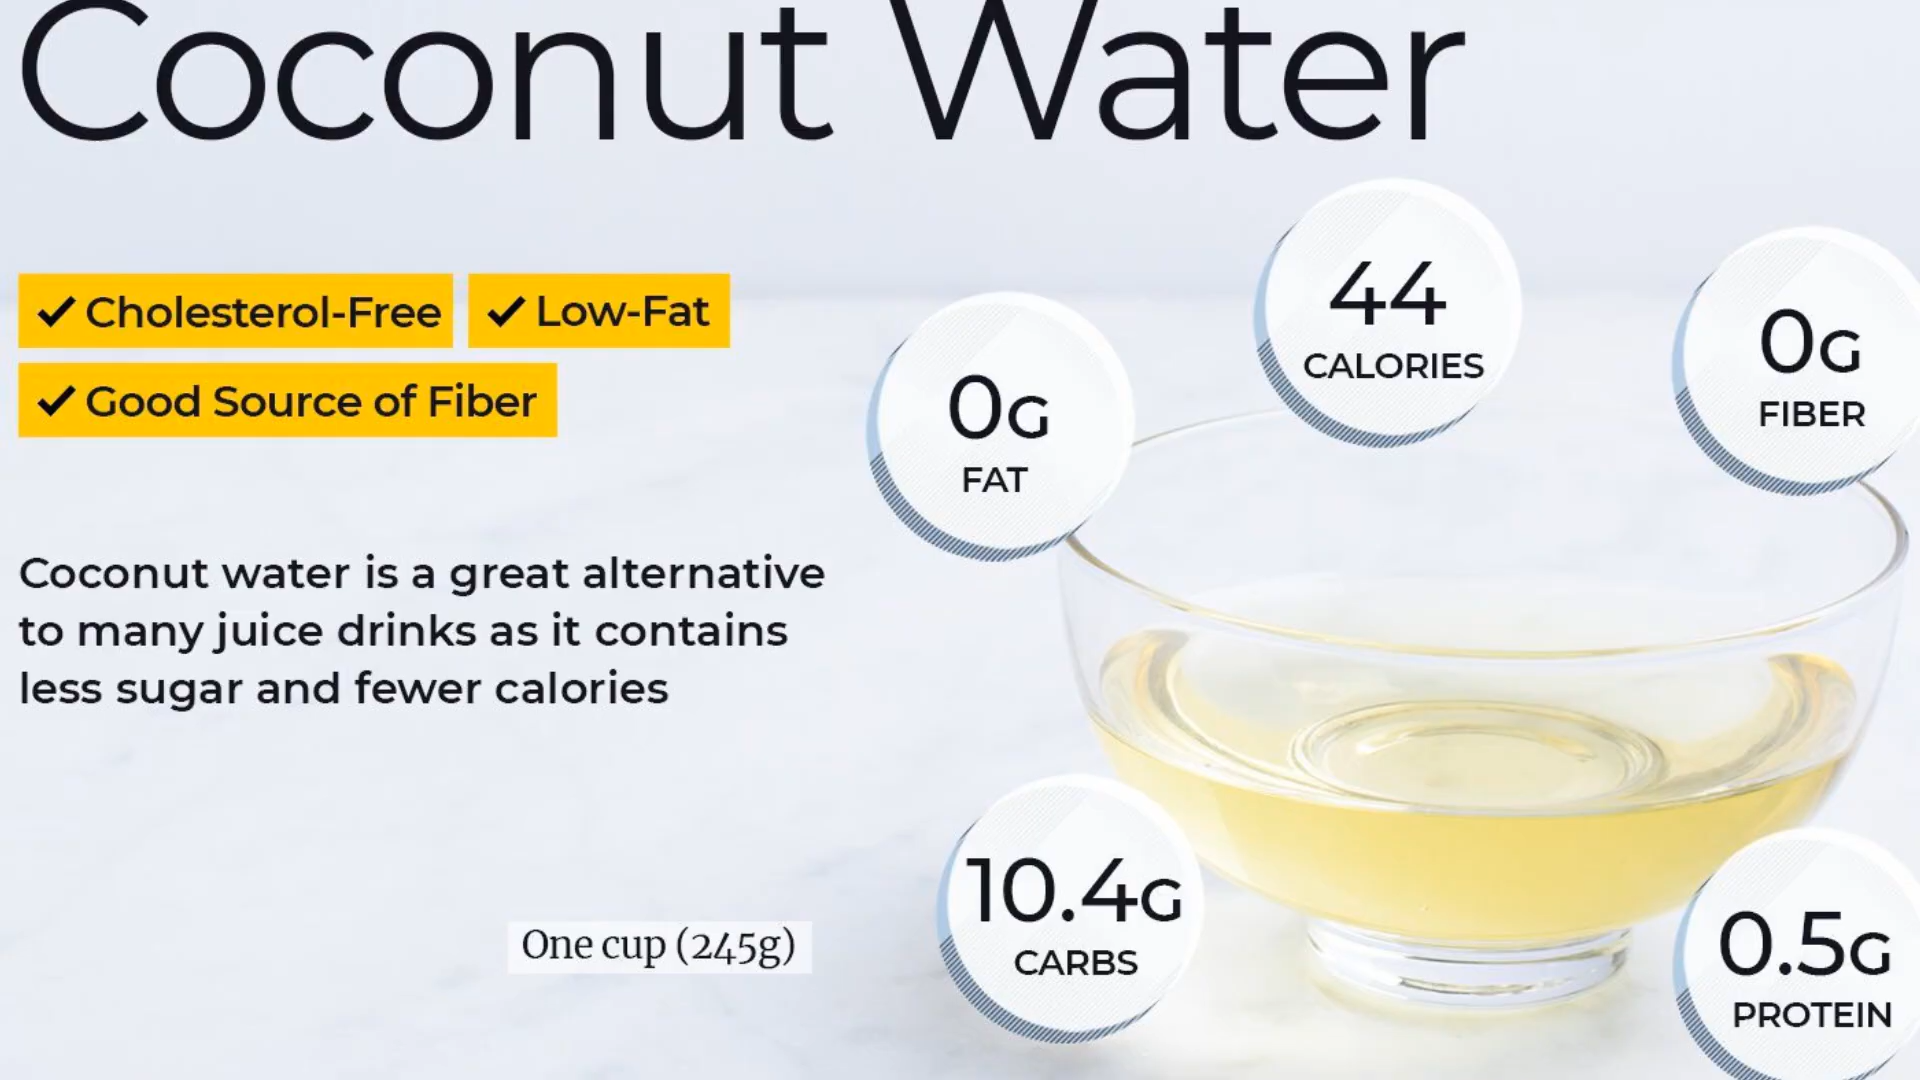 Coconut Water
✓ Cholesterol-Free ✓ Low-Fat
✓ Good Source of Fiber
44
CALORIES
0G
FIBER
0G
FAT
Coconut water is a great alternative
to many juice drinks as it contains
less sugar and fewer calories
10.4G
CARBS
0.5G
PROTEIN
One cup (245g)